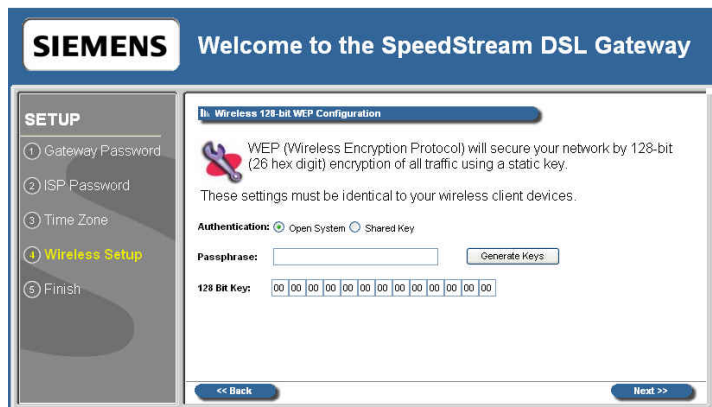 SIEMENS
Welcome to the SpeedStream DSL Gateway
SETUP
1 Gateway Password
2 ISP Password
3 Time Zone
4 Wireless Setup
5 Finish
Wireless 128-bit WEP Configuration
WEP (Wireless Encryption Protocol) will secure your network by 128-bit
(26 hex digit) encryption of all traffic using a static key.
These settings must be identical to your wireless client devices.
Authentication: Open System Shared Key
Passphrase: Generate Keys
128 Bit Key: 00 00 00 00 00 00 00 00 00 00 00 00 00
<< Back Next >>